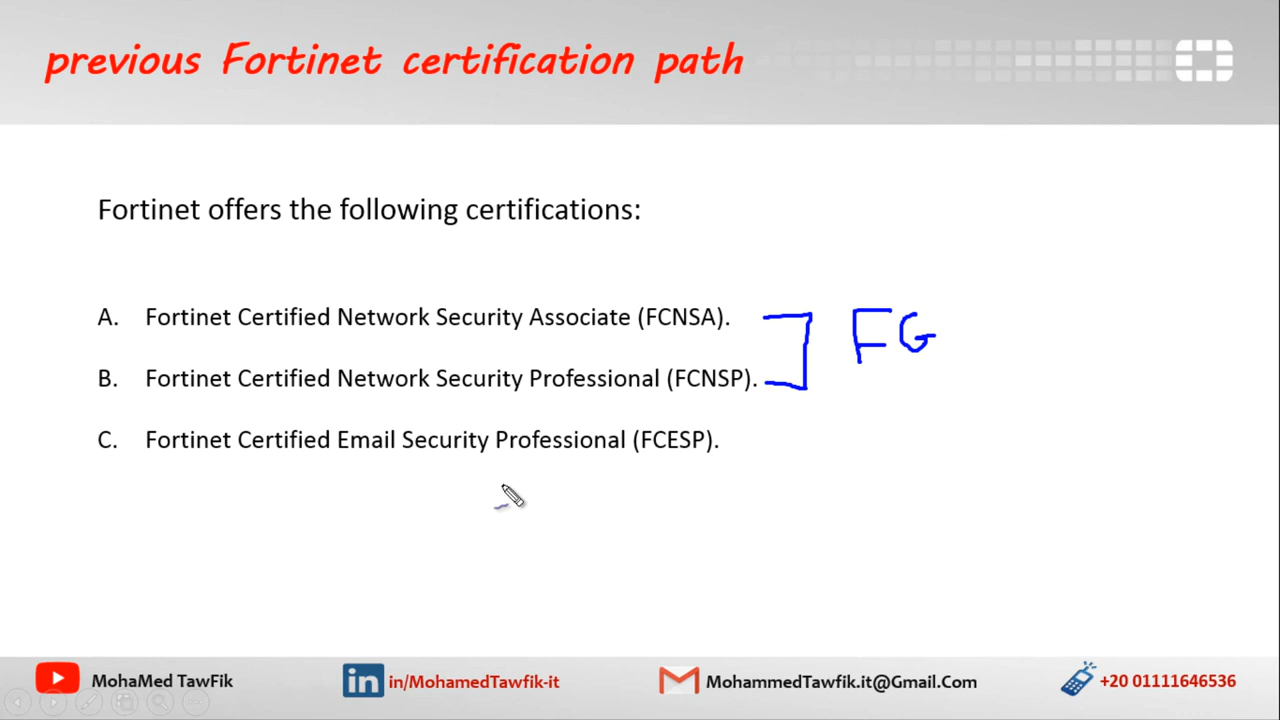 previous Fortinet certification path
Fortinet offers the following certifications:
A. Fortinet Certified Network Security Associate (FCNSA).
B. Fortinet Certified Network Security Professional (FCNSP).
FG
C. Fortinet Certified Email Security Professional (FCESP).
MohaMed TawFik
in/MohamedTawfik-it
MohammedTawfik.it@Gmail.Com
+20 01111646536